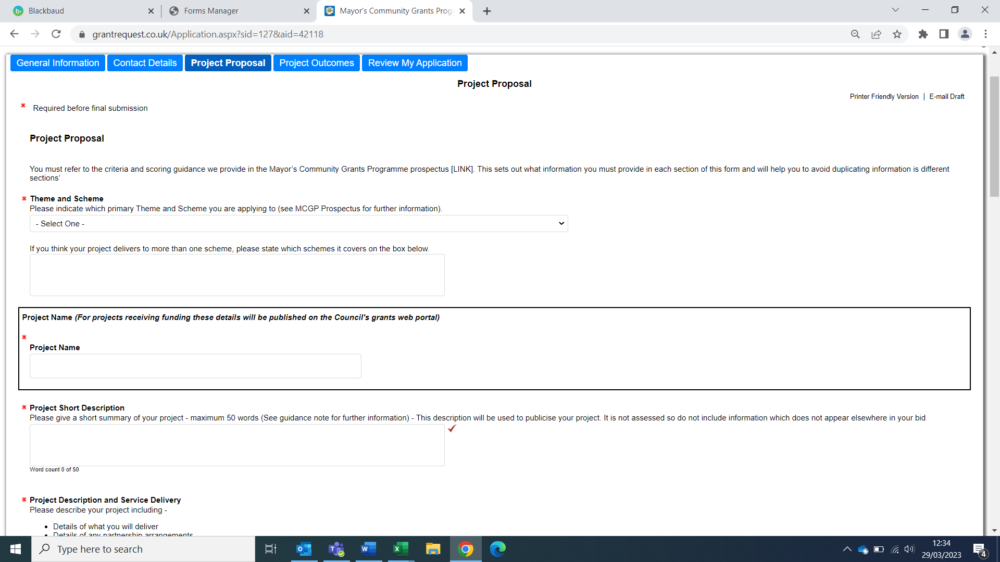 Blackbaud
Forms Manager
Mayor's Community Grants Prog
grantrequest.co.uk/Application.aspx?sid=127&aid=42118
General Information
Contact Details
Project Proposal
Project Outcomes
Review My Application
Project Proposal
Printer Friendly Version | E-mail Draft
* Required before final submission
Project Proposal
You must refer to the criteria and scoring guidance we provide in the Mayor’s Community Grants Programme prospectus [LINK]. This sets out what information you must provide in each section of this form and will help you to avoid duplicating information is different
sections’
* Theme and Scheme
Please indicate which primary Theme and Scheme you are applying to (see MCGP Prospectus for further information).
- Select One -
If you think your project delivers to more than one scheme, please state which schemes it covers on the box below.
Project Name (For projects receiving funding these details will be published on the Council's grants web portal)
*
Project Name
* Project Short Description
Please give a short summary of your project - maximum 50 words (See guidance note for further information) - This description will be used to publicise your project. It is not assessed so do not include information which does not appear elsewhere in your bid
Word count 0 of 50
* Project Description and Service Delivery
Please describe your project including -
• Details of what you will deliver
• Details of any partnership arrangements
Type here to search
12:34
29/03/2023
4